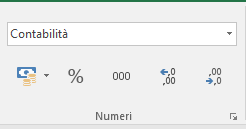 Contabilità
% 000 ,0 ,00 ,00 ,0
Numeri